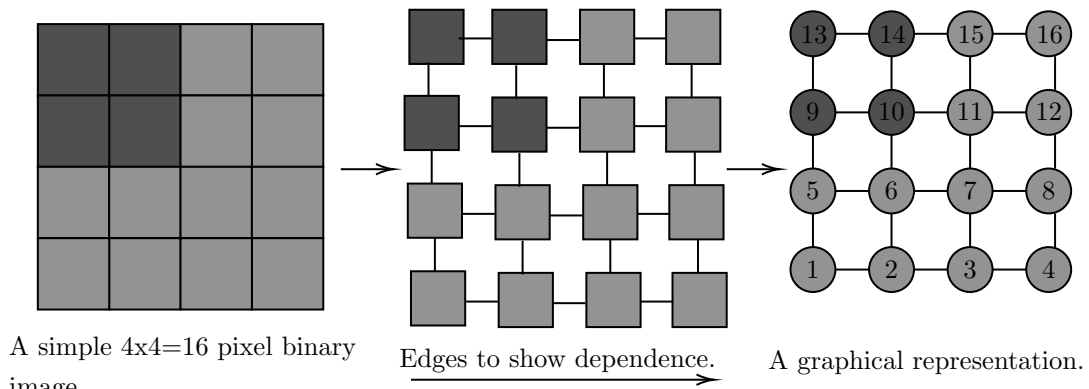 13 14 15 16
9 10 11 12
5 6 7 8
1 2 3 4
A simple 4x4=16 pixel binary
image.
Edges to show dependence.
A graphical representation.